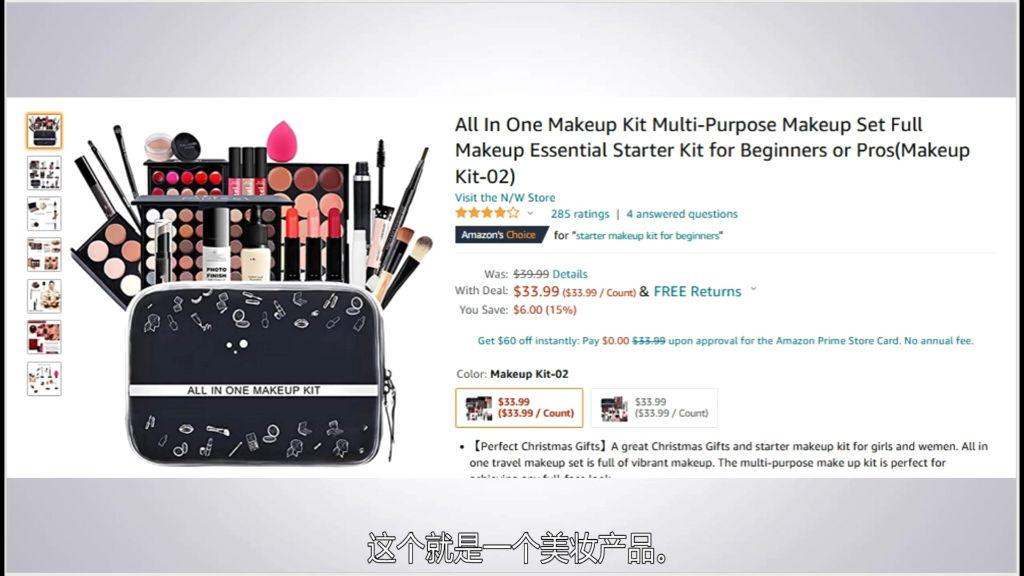 All In One Makeup Kit Multi-Purpose Makeup Set Full
Makeup Essential Starter Kit for Beginners or Pros(Makeup
Kit-02)
Visit the N/W Store
285 ratings | 4 answered questions
Amazon's Choice for "starter makeup kit for beginners"
Was: $39.99 Details
With Deal: $33.99 ($33.99 / Count) & FREE Returns
You Save: $6.00 (15%)
Get $60 off instantly: Pay $0.00 $33.99 upon approval for the Amazon Prime Store Card. No annual fee.
Color: Makeup Kit-02
$33.99
($33.99 / Count)
$33.99
($33.99 / Count)
• 【Perfect Christmas Gifts】A great Christmas Gifts and starter makeup kit for girls and women. All in
one travel makeup set is full of vibrant makeup. The multi-purpose make up kit is perfect for
PHOTO
FINISH
ALL IN ONE MAKEUP KIT
这个就是一个美妆产品。